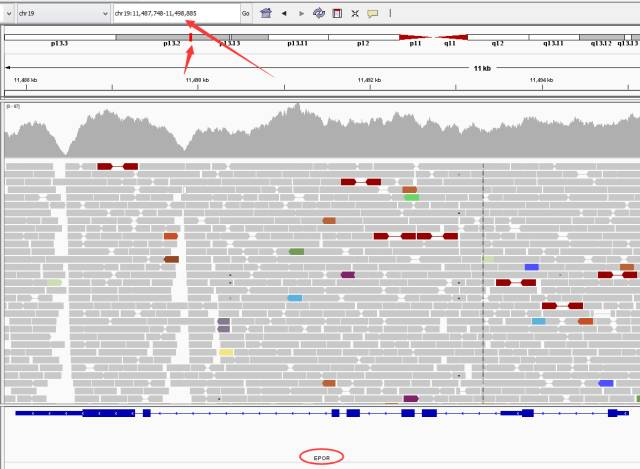 chr19 chr19:11,487,748-11,498,885 Go
p13.3 p13.2 p13.13 p13.11 p12 p11 q11 q12 q13.11 q13.12 q13.13
11 kb
11,488 kb 11,490 kb 11,492 kb 11,494 kb
[0 - 67]
EPOR